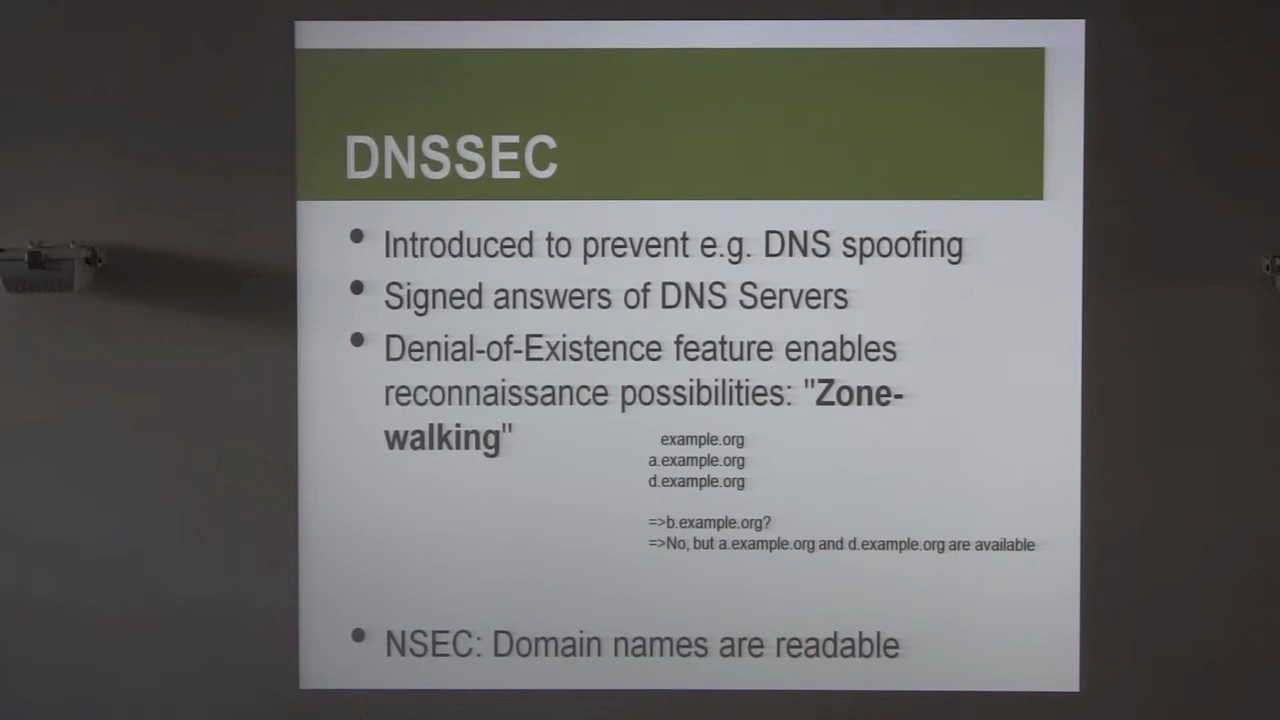 DNSSEC
• Introduced to prevent e.g. DNS spoofing
• Signed answers of DNS Servers
• Denial-of-Existence feature enables
reconnaissance possibilities: "Zone-
walking"
example.org
a.example.org
d.example.org
=>b.example.org?
=>No, but a.example.org and d.example.org are available
• NSEC: Domain names are readable